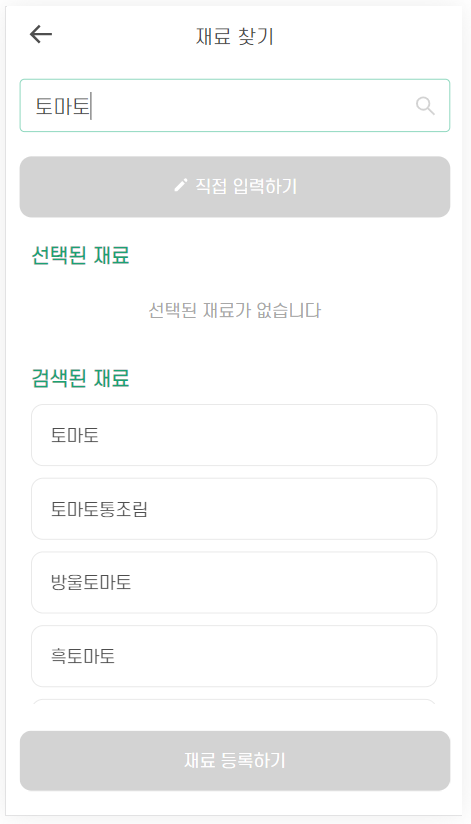 재료 찾기
토마토
직접 입력하기
선택된 재료
선택된 재료가 없습니다
검색된 재료
토마토
토마토통조림
방울토마토
흑토마토
재료 등록하기